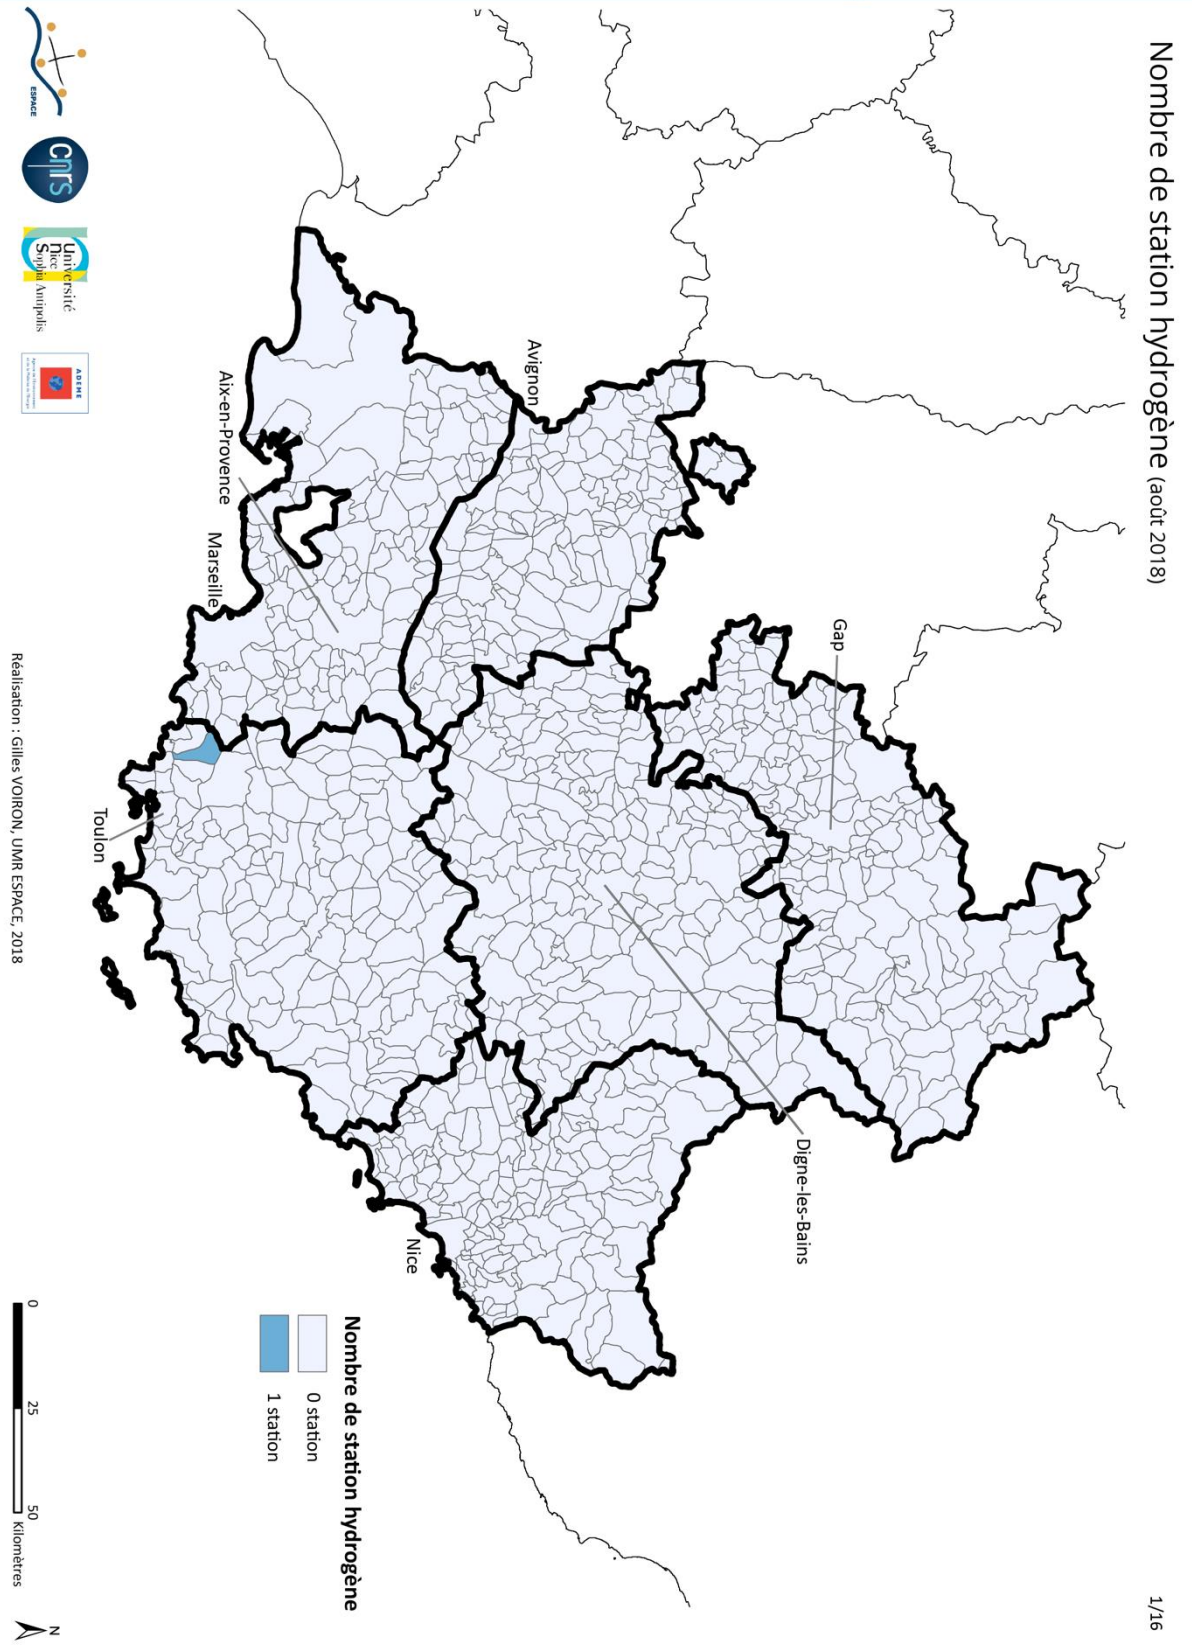 Nombre de station hydrogène (août 2018)
1/16
Gap
Digne-les-Bains
Avignon
Nice
Aix-en-Provence
Marseille
Toulon
Nombre de station hydrogène
0 station
1 station
ESPACE
cnrs
Université
nice
Sophia Antipolis
ADEME
Réalisation : Gilles VOIRON, UMR ESPACE, 2018
0 25 50 Kilomètres
N